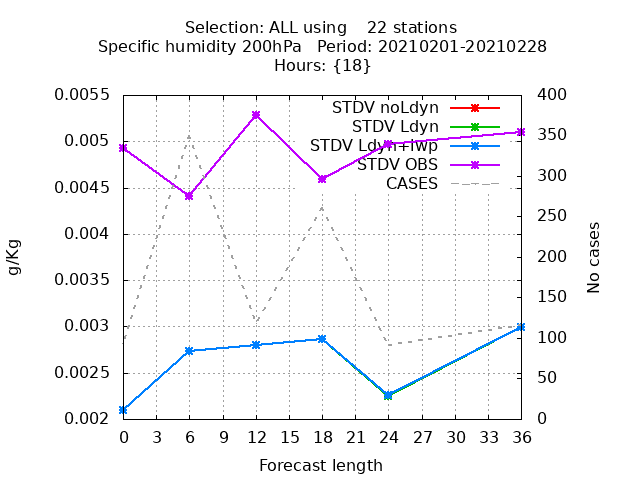 Selection: ALL using    22 stations
Specific humidity 200hPa   Period: 20210201-20210228
Hours: {18}
0.0055
0.005
0.0045
0.004
0.0035
0.003
0.0025
0.002
g/Kg
STDV noLdyn
STDV Ldyn
STDV Ldyn+IWp
STDV OBS
CASES
400
350
300
250
200
150
100
50
0
No cases
0 3 6 9 12 15 18 21 24 27 30 33 36
Forecast length